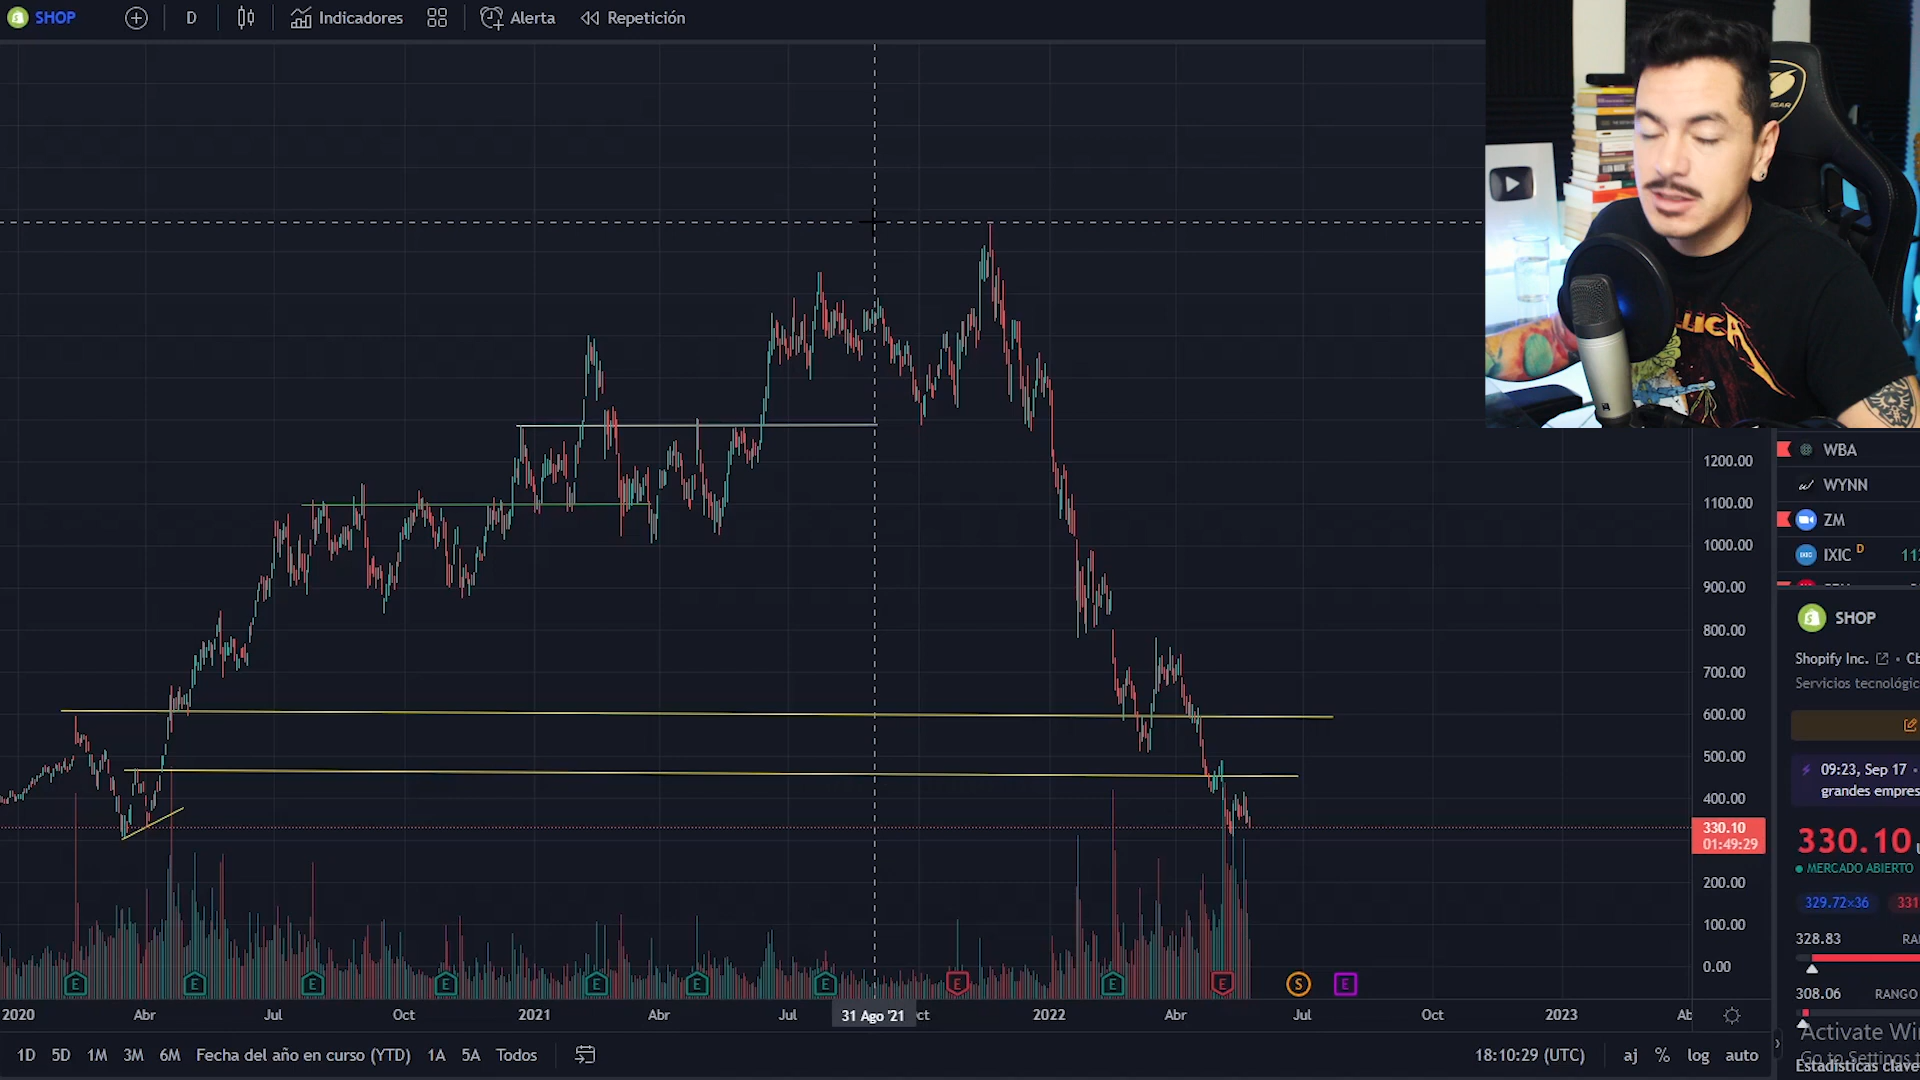 SHOP
D
Indicadores
Alerta
Repetición
WBA
WYNN
ZM
IXIC D
SHOP
Shopify Inc.
Servicios tecnológic
09:23, Sep 17
grandes empres
330.10
MERCADO ABIERTO
329.72×36 331
328.83 RA
308.06 RANGO
Activate Win
Go to Settings t
Estadísticas clave
1200.00
1100.00
1000.00
900.00
800.00
700.00
600.00
500.00
400.00
330.10
01:49:29
200.00
100.00
0.00
E E E E E E E E E E S E
2020 Abr Jul Oct 2021 Abr Jul 31 Ago '21 ct 2022 Abr Jul Oct 2023 Ab
1D 5D 1M 3M 6M Fecha del año en curso (YTD) 1A 5A Todos
18:10:29 (UTC) aj % log auto